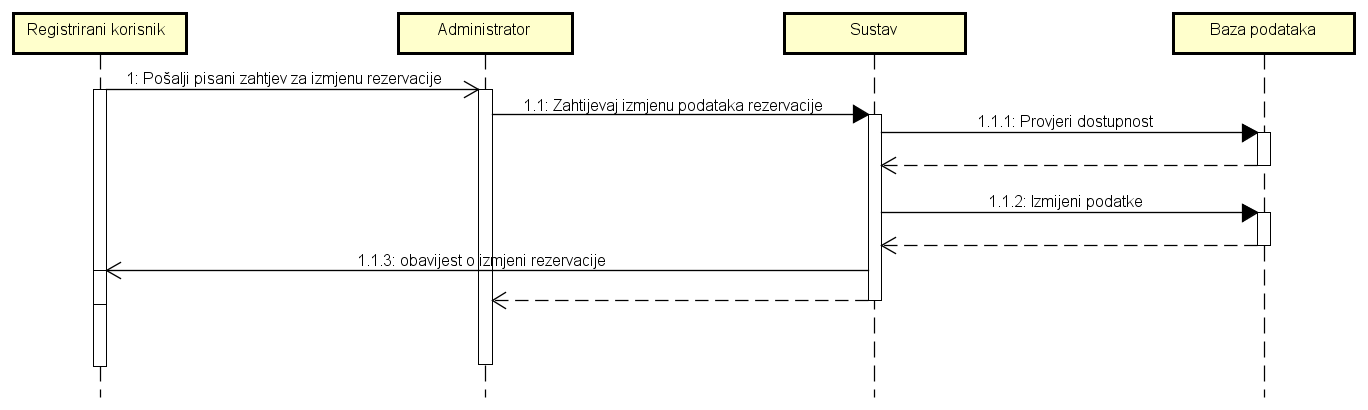 Registrirani korisnik
Administrator
Sustav
Baza podataka
1: Pošalji pisani zahtjev za izmjenu rezervacije
1.1: Zahtijevaj izmjenu podataka rezervacije
1.1.1: Provjeri dostupnost
1.1.2: Izmijeni podatke
1.1.3: obavijest o izmjeni rezervacije